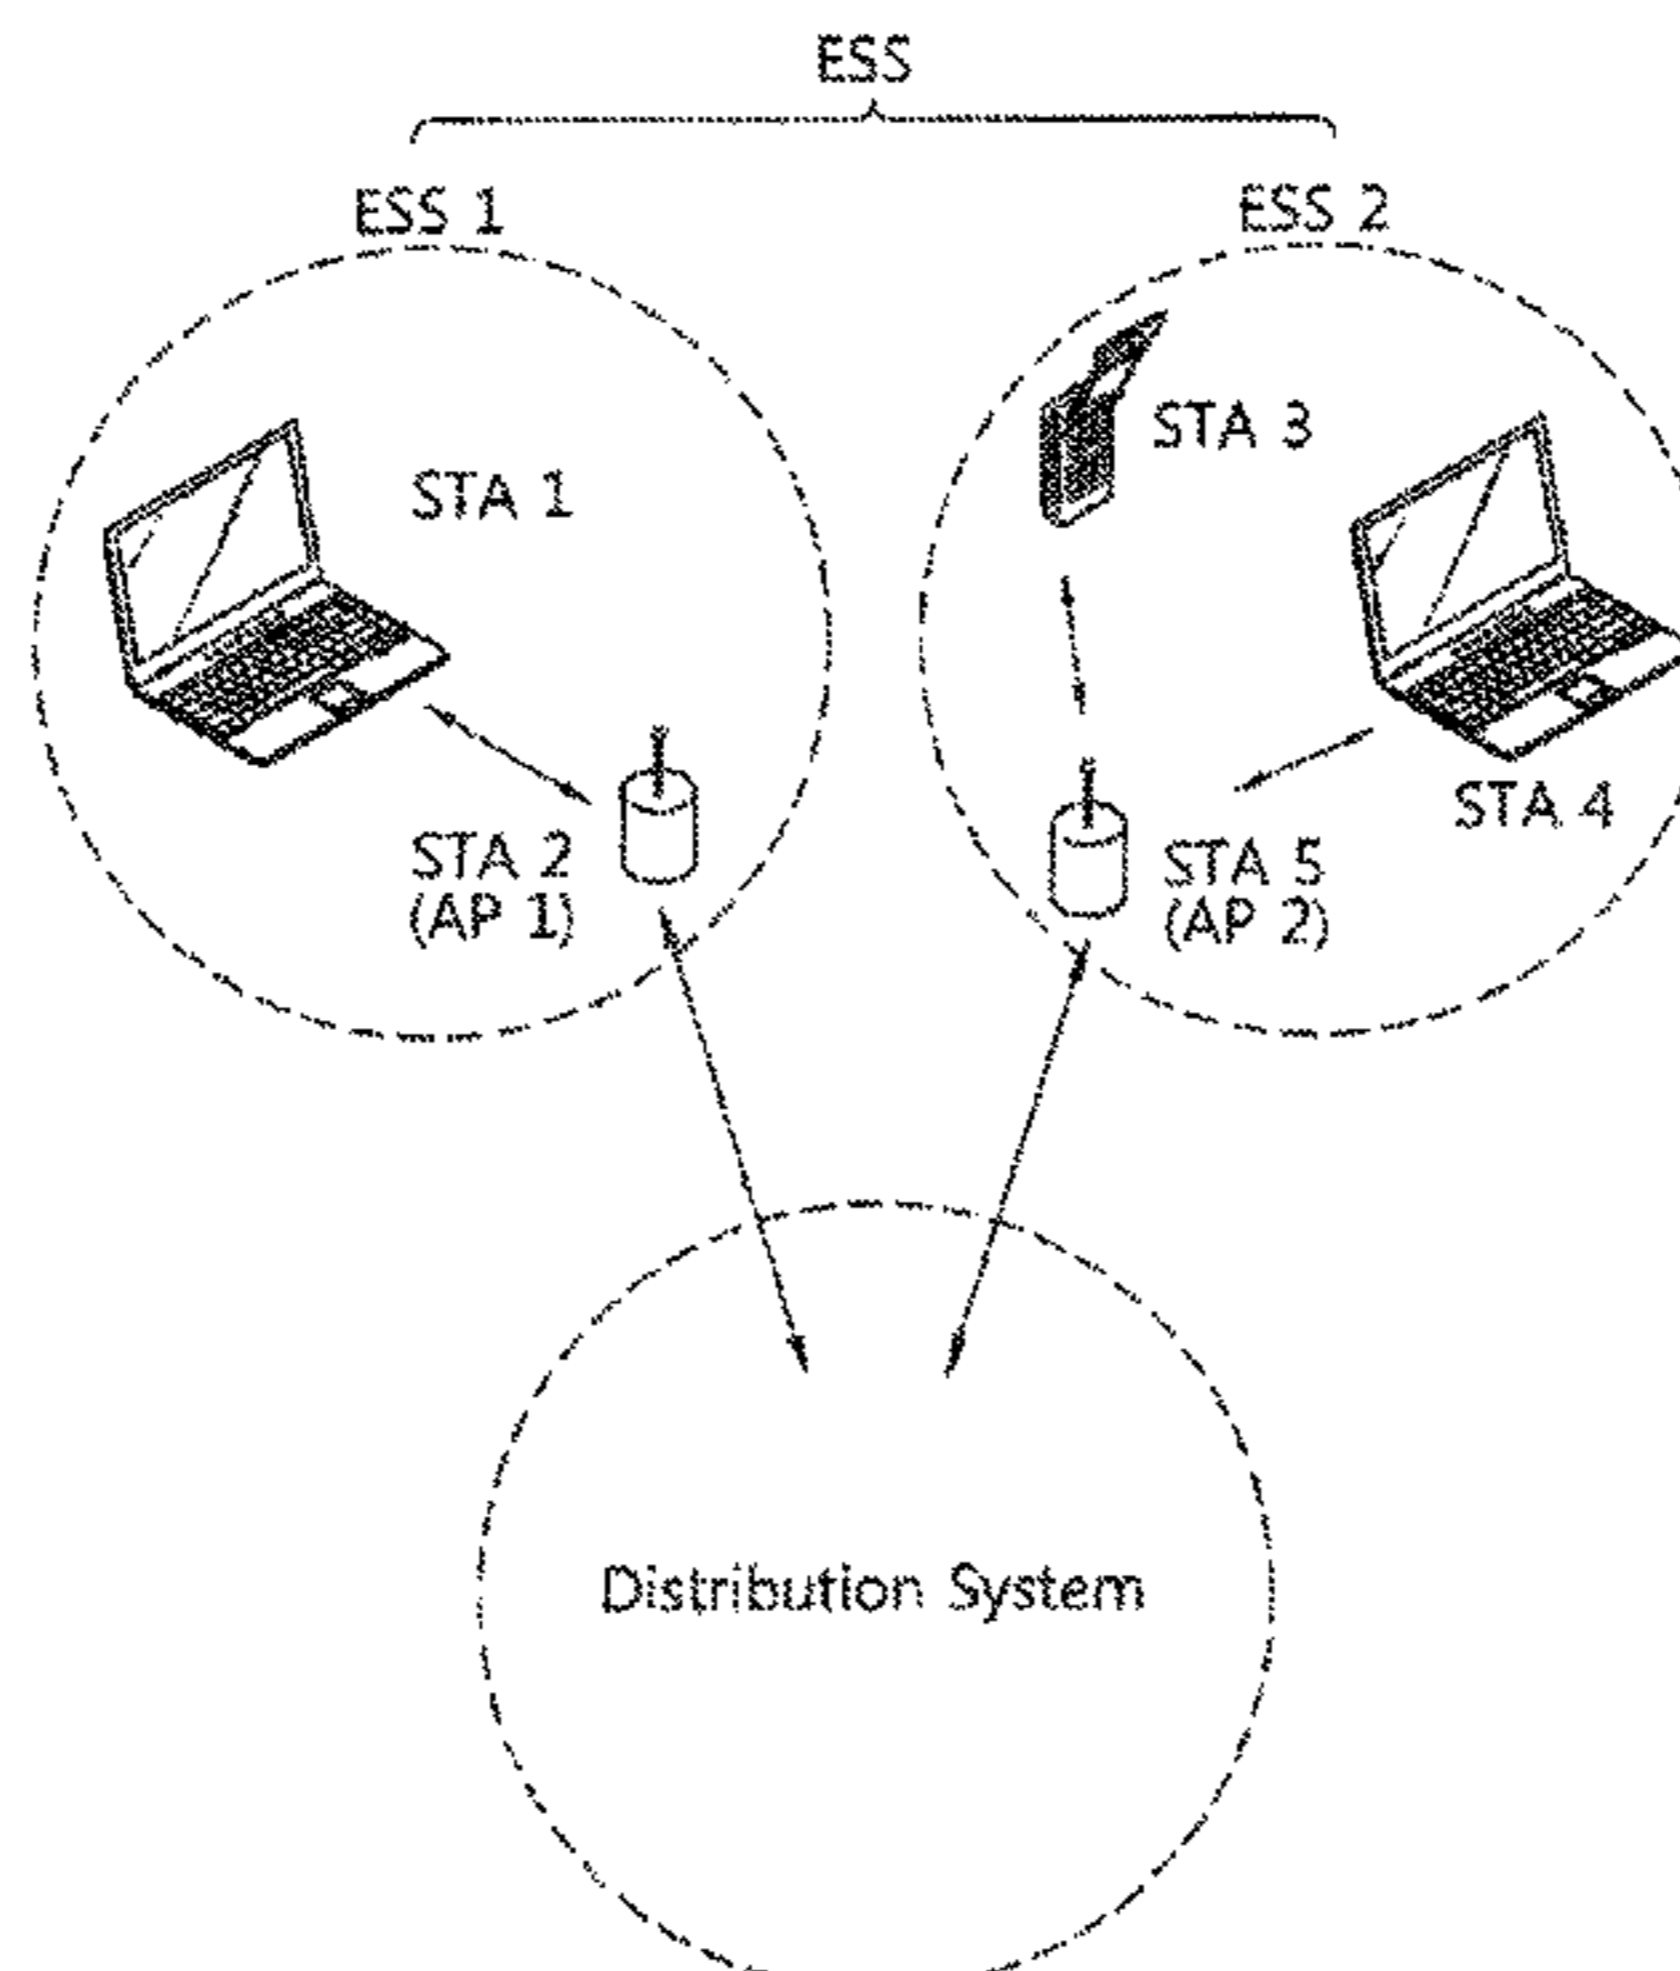 ESS
ESS 1
ESS 2
STA 1
STA 3
STA 2
(AP 1)
STA 4
STA 5
(AP 2)
Distribution System